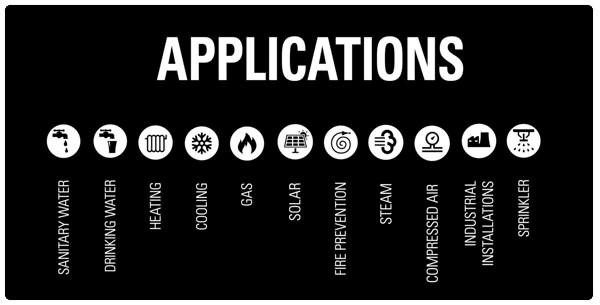 APPLICATIONS
SANITARY WATER
DRINKING WATER
HEATING
COOLING
GAS
SOLAR
FIRE PREVENTION
STEAM
COMPRESSED AIR
INDUSTRIAL
INSTALLATIONS
SPRINKLER